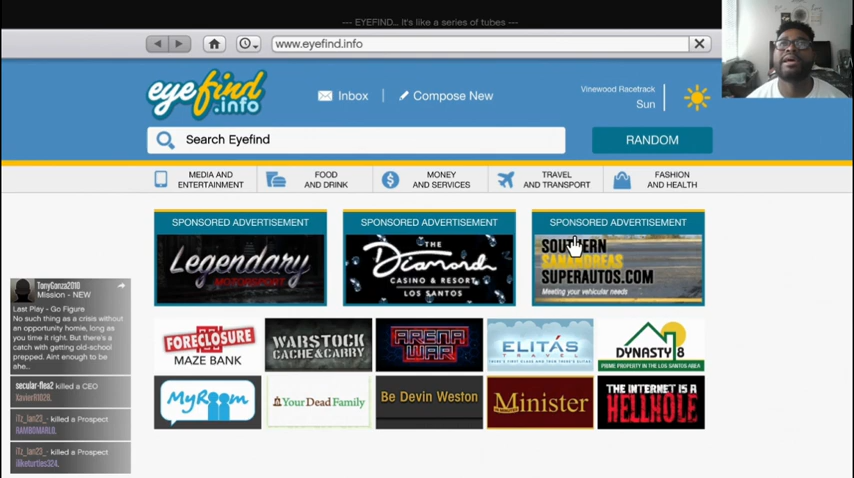 --- EYEFIND... it's like a series of tubes ---
www.eyefind.info
eyefind
.info
Inbox
Compose New
Vinewood Racetrack
Sun
Search Eyefind
RANDOM
MEDIA AND
ENTERTAINMENT
FOOD
AND DRINK
MONEY
AND SERVICES
TRAVEL
AND TRANSPORT
FASHION
AND HEALTH
SPONSORED ADVERTISEMENT
Legendary
MOTORSPORT
SPONSORED ADVERTISEMENT
THE
Diamond
CASINO & RESORT
LOS SANTOS
SPONSORED ADVERTISEMENT
SOUTHERN
SAN ANDREAS
SUPERAUTOS.COM
Meeting your vehicular needs
TonyGonza2010
Mission - NEW
Last Play - Go Figure
No such thing as a crisis without
an opportunity homie, long as
you time it right. But there's a
catch with getting old-school
prepped. Aint enough to be
ahe...
secular-flea2 killed a CEO
XavierR1028.
iTz_Ian23_- killed a Prospect
RAMBOMARLO.
iTz_Ian23_- killed a Prospect
iliketurtles324.
FORECLOSURE
MAZE BANK
WARSTOCK
CACHE & CARRY
ARENA
WAR
ELITÁS
TRAVEL
DYNASTY 8
PRIME PROPERTY IN THE LOS SANTOS AREA
MyRoom
Your Dead Family
Be Devin Weston
Minister
THE INTERNET IS A
HELLHOLE